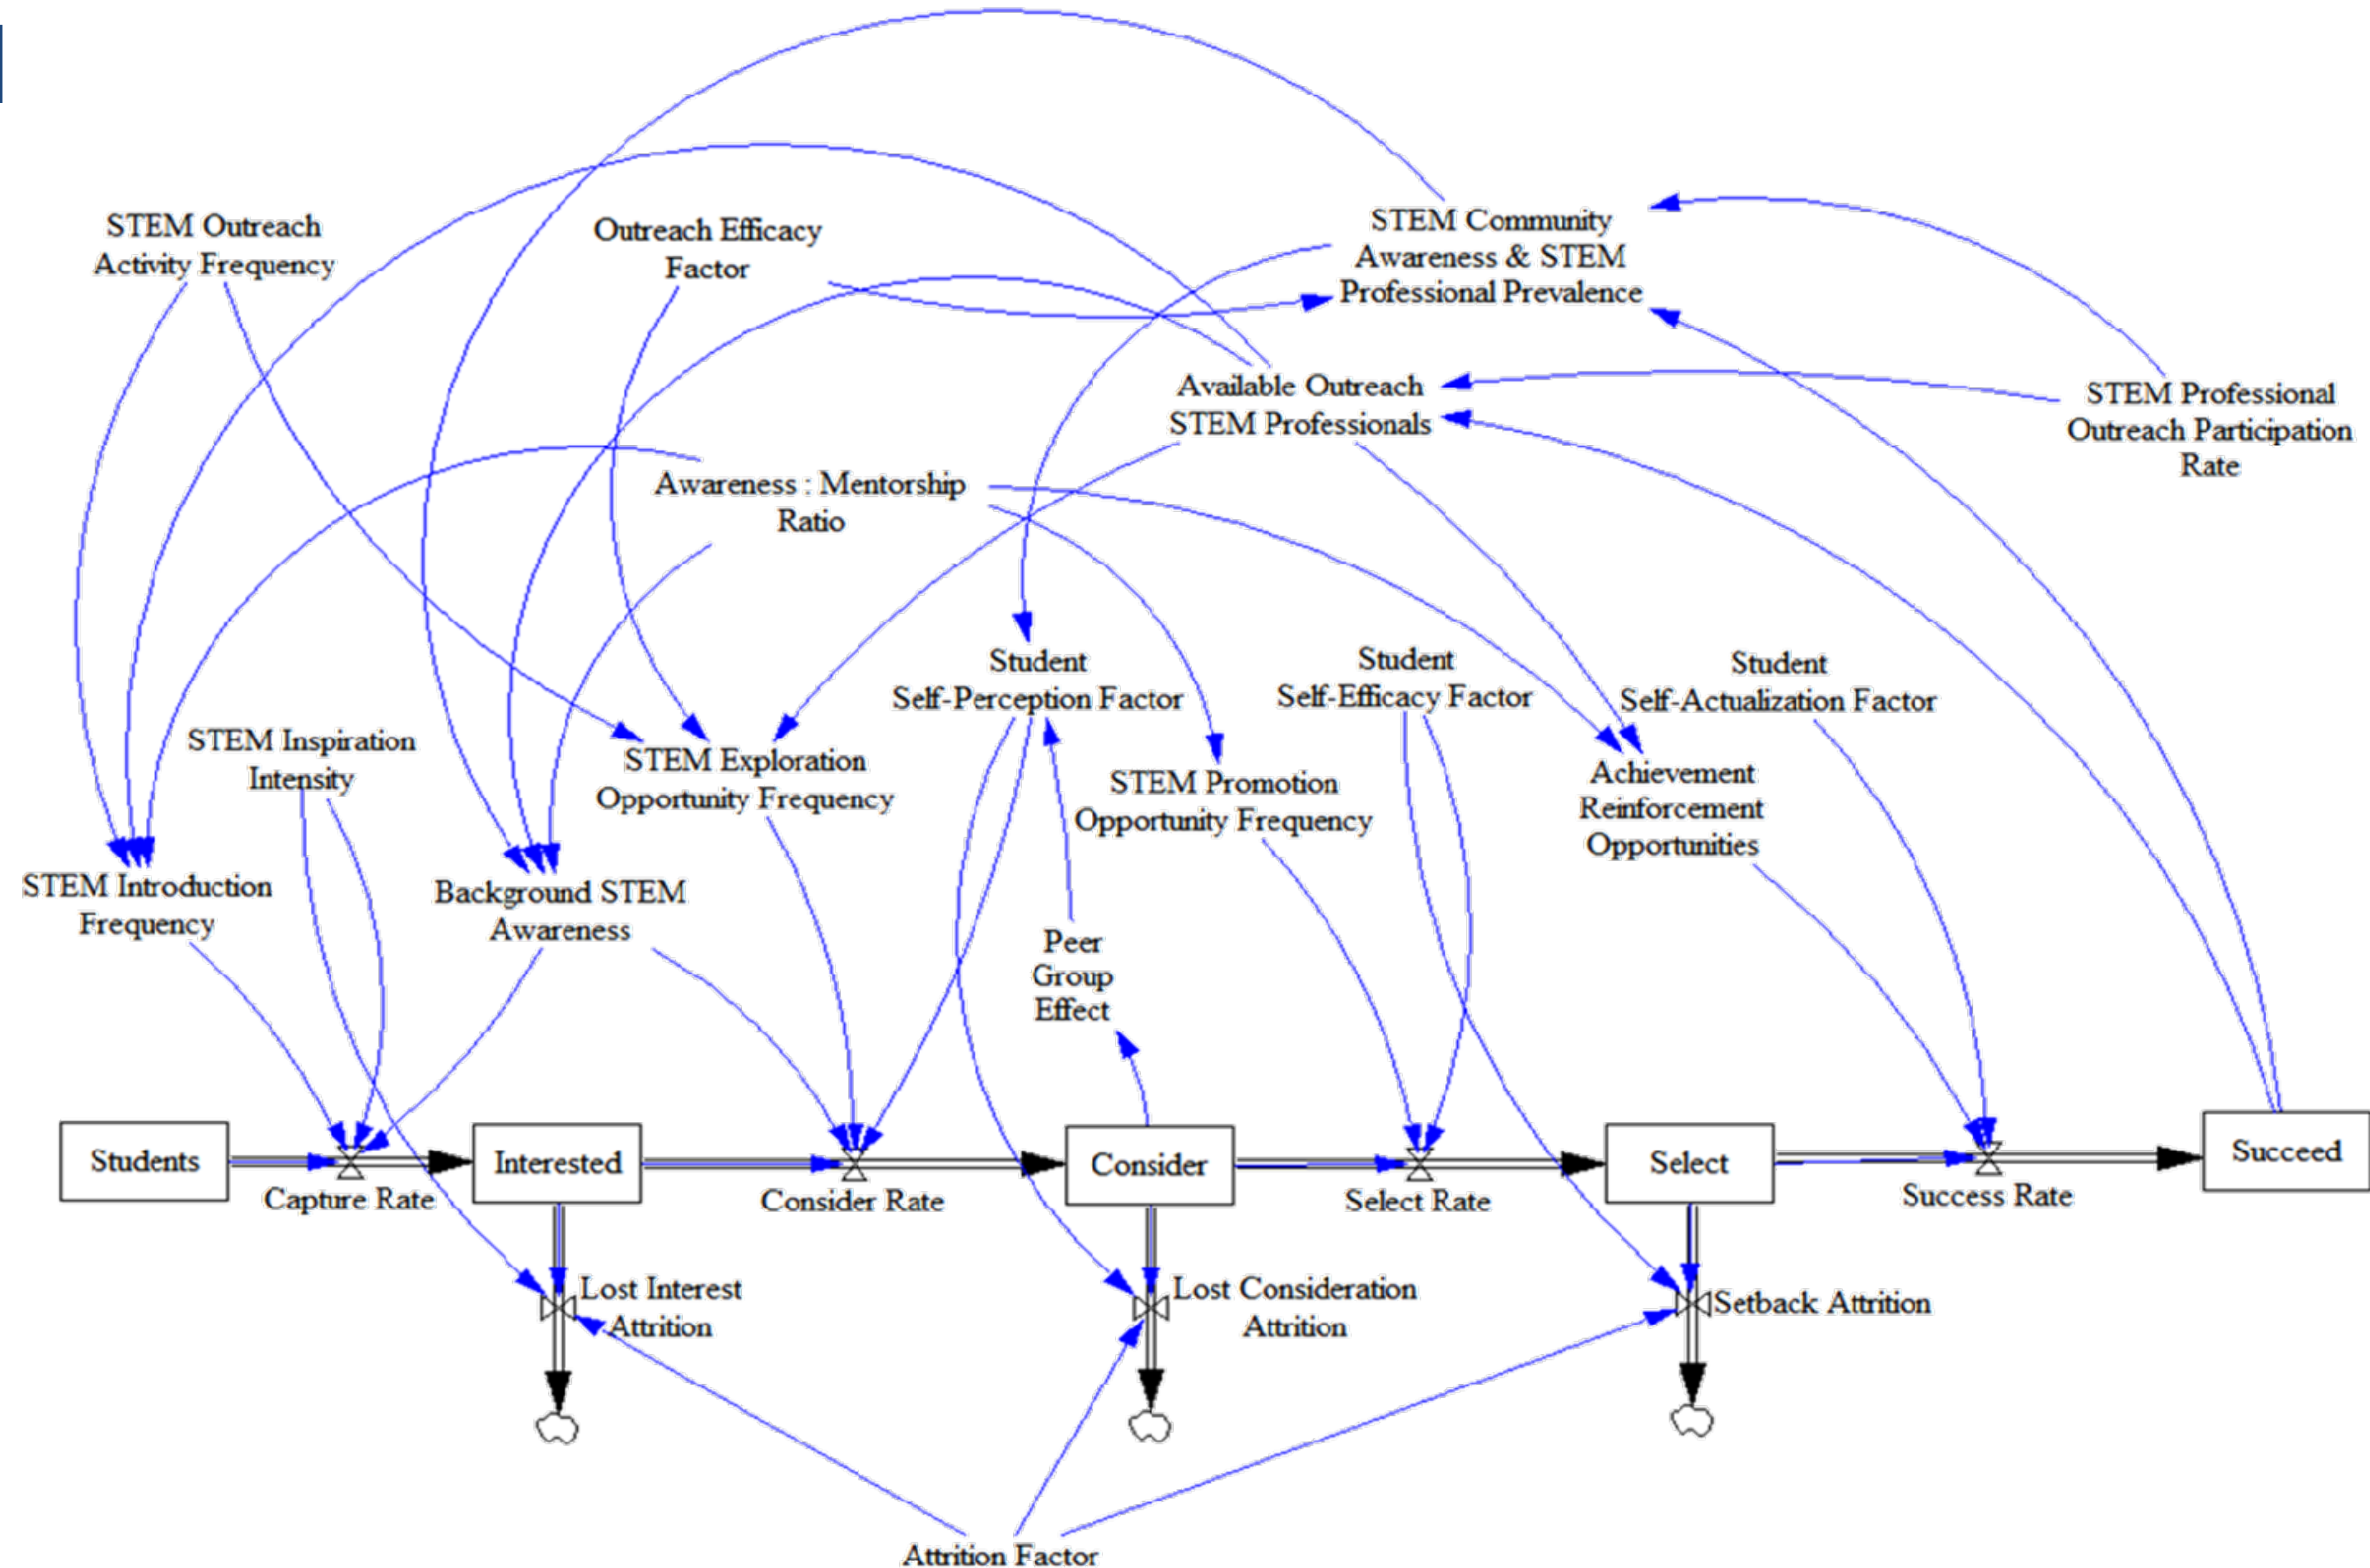 STEM Outreach
Activity Frequency
Outreach Efficacy
Factor
STEM Community
Awareness & STEM
Professional Prevalence
Available Outreach
STEM Professionals
STEM Professional
Outreach Participation
Rate
Awareness : Mentorship
Ratio
Student
Self-Perception Factor
Student
Self-Efficacy Factor
Student
Self-Actualization Factor
STEM Inspiration
Intensity
STEM Exploration
Opportunity Frequency
STEM Promotion
Opportunity Frequency
Achievement
Reinforcement
Opportunities
STEM Introduction
Frequency
Background STEM
Awareness
Peer
Group
Effect
Students
Capture Rate
Interested
Consider Rate
Consider
Select Rate
Select
Success Rate
Succeed
Lost Interest
Attrition
Lost Consideration
Attrition
Setback Attrition
Attrition Factor